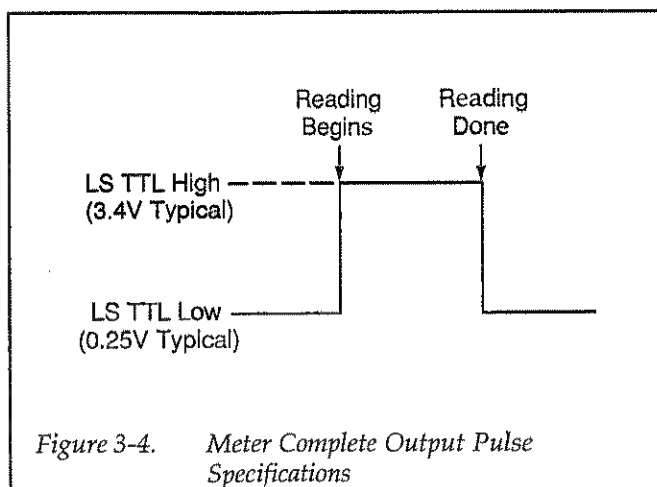 Reading Begins
Reading Done
LS TTL High
(3.4V Typical)
LS TTL Low
(0.25V Typical)
Figure 3-4. Meter Complete Output Pulse
Specifications